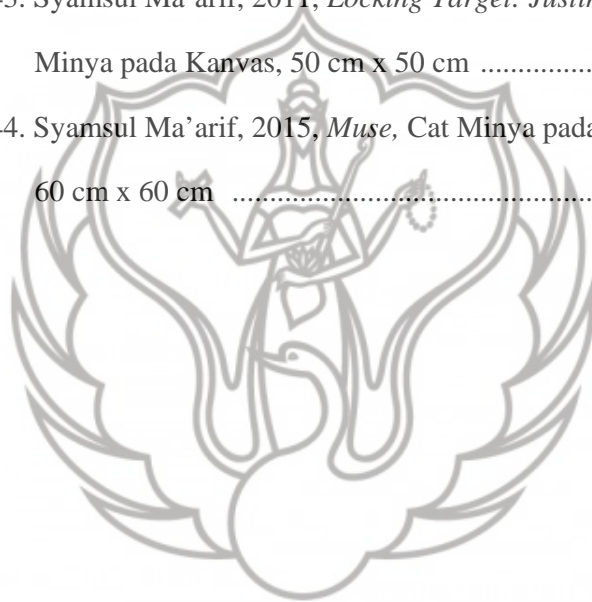 Syamsul Ma’arif, 2011, Locking Target: Justin
Minya pada Kanvas, 50 cm x 50 cm ................
4. Syamsul Ma’arif, 2015, Muse, Cat Minya pada
60 cm x 60 cm ................................................